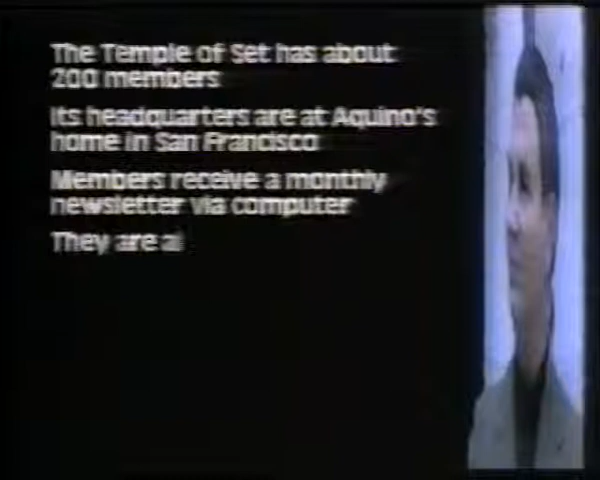 The Temple of Set has about
200 members
Its headquarters are at Aquino's
home in San Francisco
Members receive a monthly
newsletter via computer
They are al